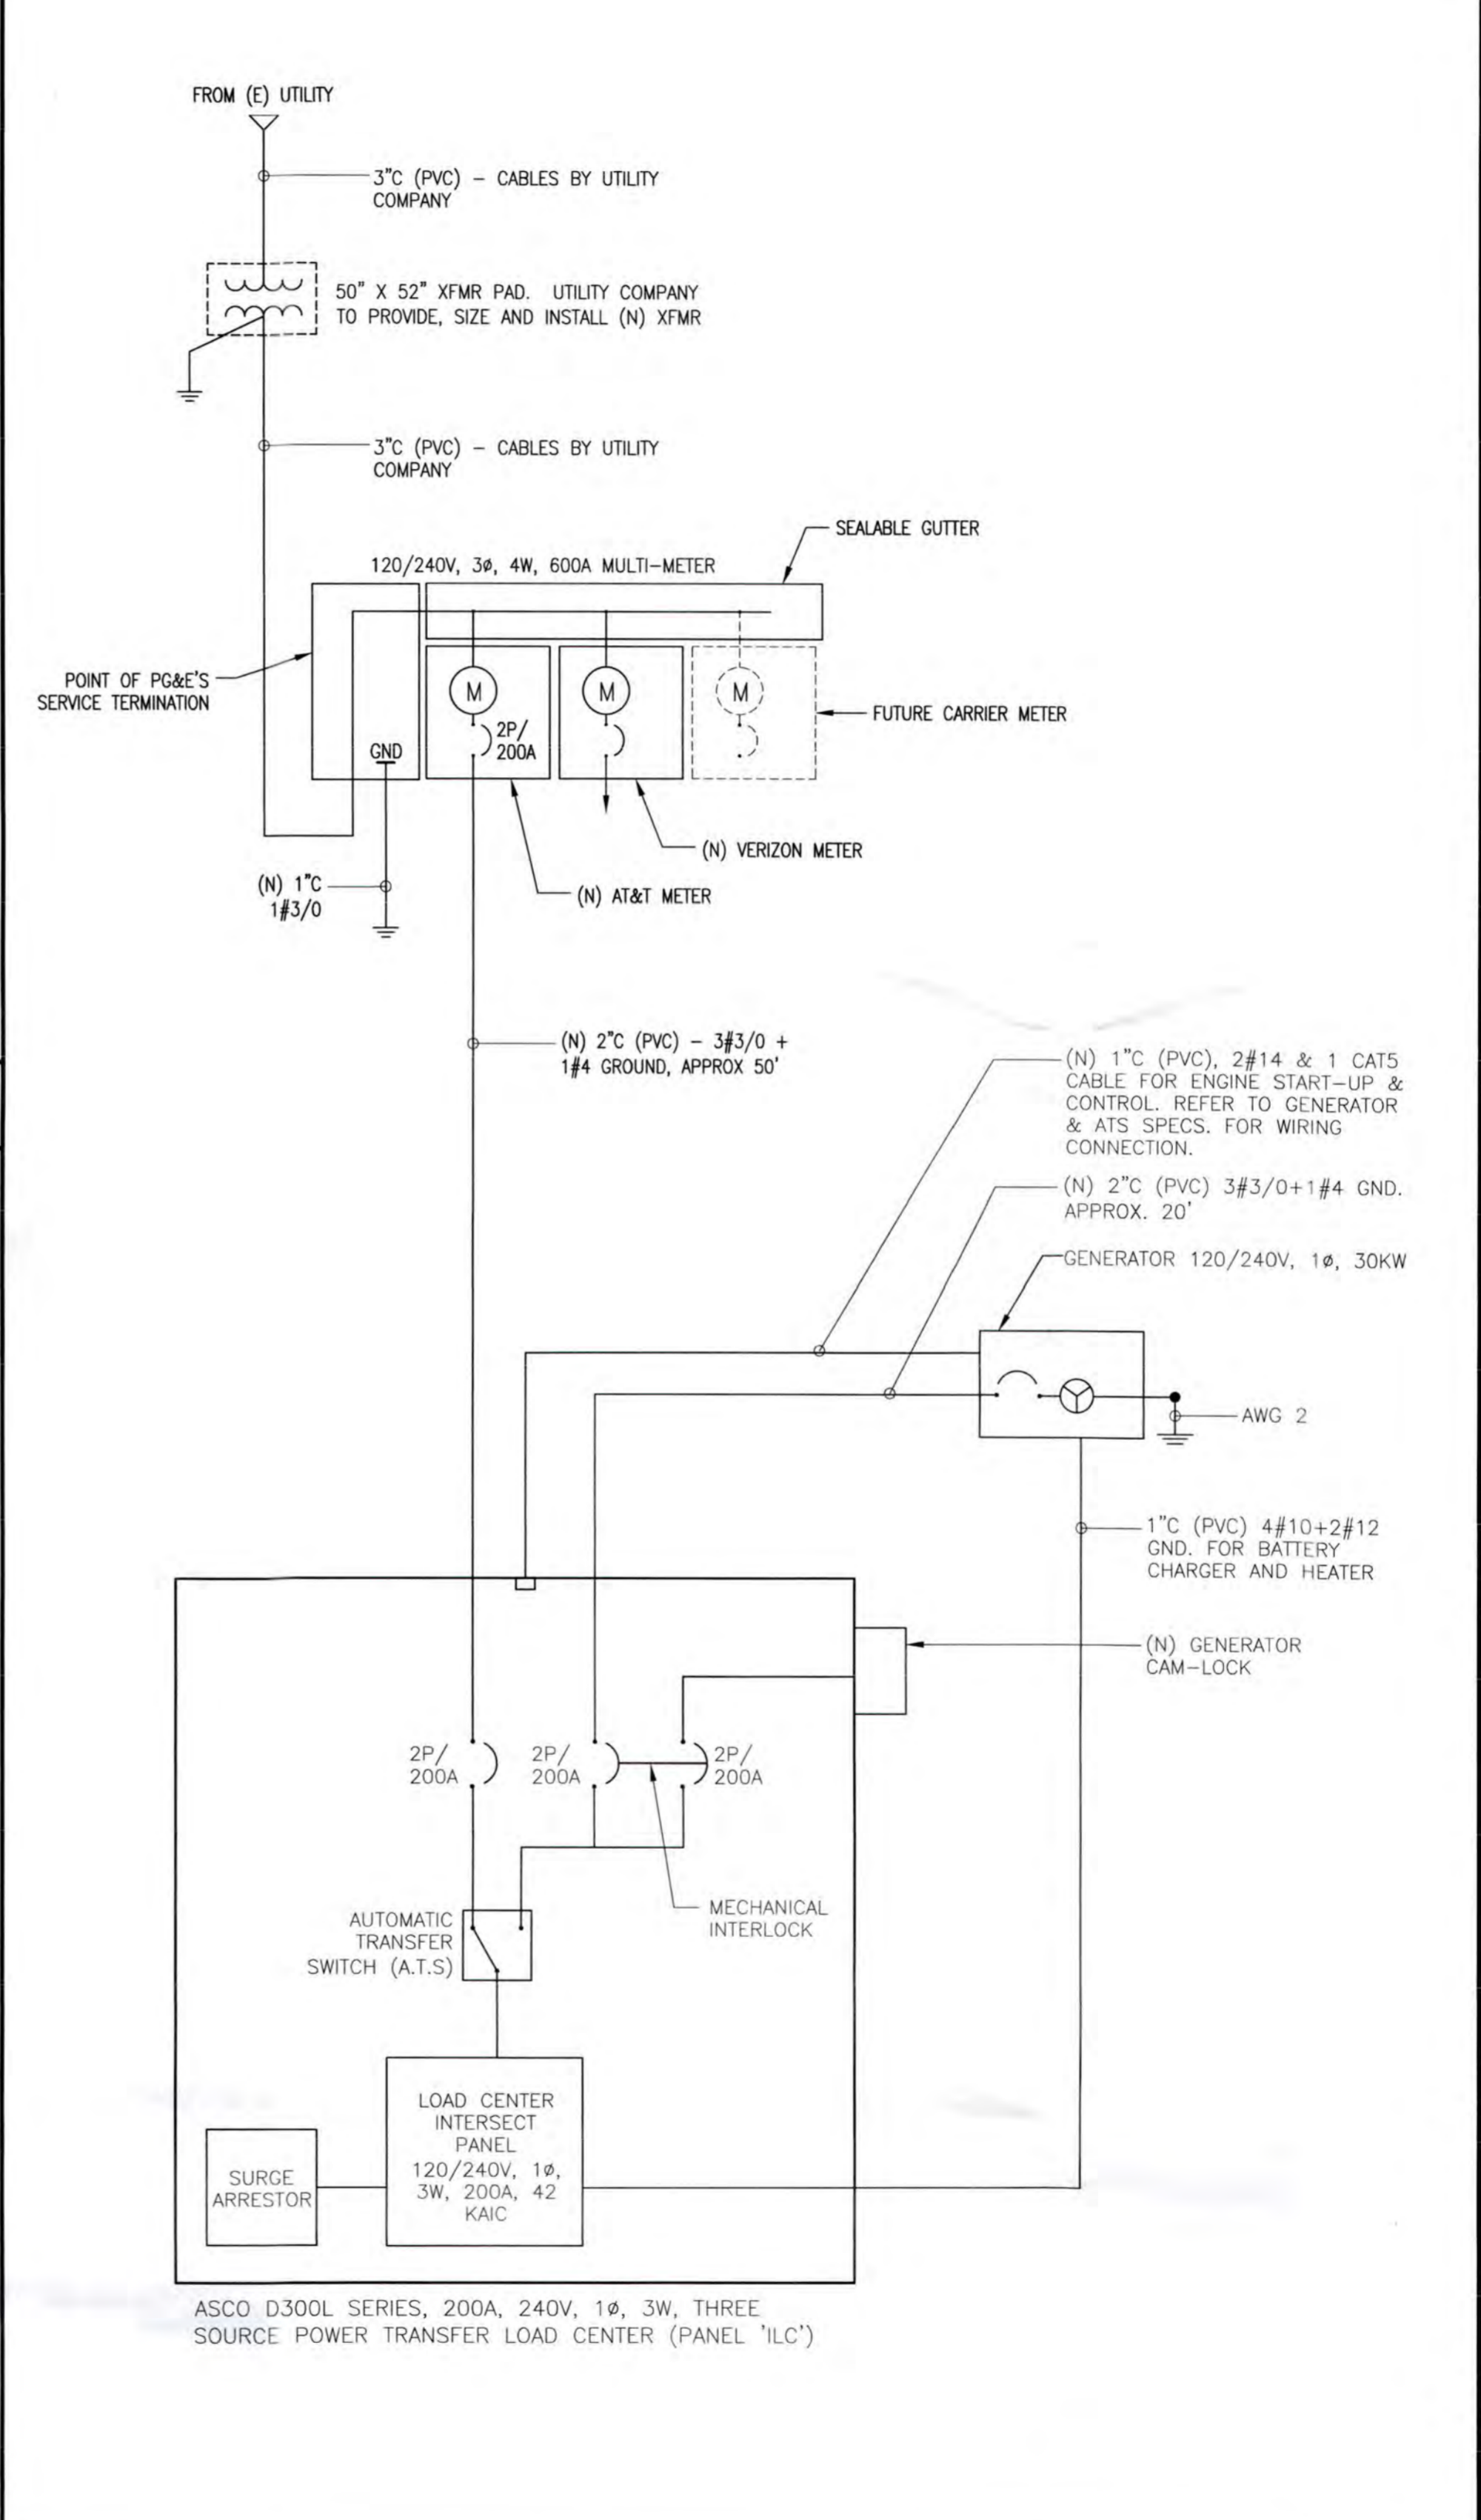 FROM (E) UTILITY
3"C (PVC) – CABLES BY UTILITY
COMPANY
50" X 52" XFMR PAD. UTILITY COMPANY
TO PROVIDE, SIZE AND INSTALL (N) XFMR
3"C (PVC) – CABLES BY UTILITY
COMPANY
SEALABLE GUTTER
120/240V, 3ø, 4W, 600A MULTI-METER
POINT OF PG&E'S
SERVICE TERMINATION
M
M
M
2P/
200A
GND
FUTURE CARRIER METER
(N) VERIZON METER
(N) AT&T METER
(N) 1"C
1#3/0
(N) 2"C (PVC) – 3#3/0 +
1#4 GROUND, APPROX 50'
(N) 1"C (PVC), 2#14 & 1 CAT5
CABLE FOR ENGINE START-UP &
CONTROL. REFER TO GENERATOR
& ATS SPECS. FOR WIRING
CONNECTION.
(N) 2"C (PVC) 3#3/0+1#4 GND.
APPROX. 20'
GENERATOR 120/240V, 1ø, 30KW
AWG 2
1"C (PVC) 4#10+2#12
GND. FOR BATTERY
CHARGER AND HEATER
(N) GENERATOR
CAM-LOCK
2P/
200A
2P/
200A
2P/
200A
MECHANICAL
INTERLOCK
AUTOMATIC
TRANSFER
SWITCH (A.T.S)
LOAD CENTER
INTERSECT
PANEL
120/240V, 1ø,
3W, 200A, 42
KAIC
SURGE
ARRESTOR
ASCO D300L SERIES, 200A, 240V, 1ø, 3W, THREE
SOURCE POWER TRANSFER LOAD CENTER (PANEL 'ILC')